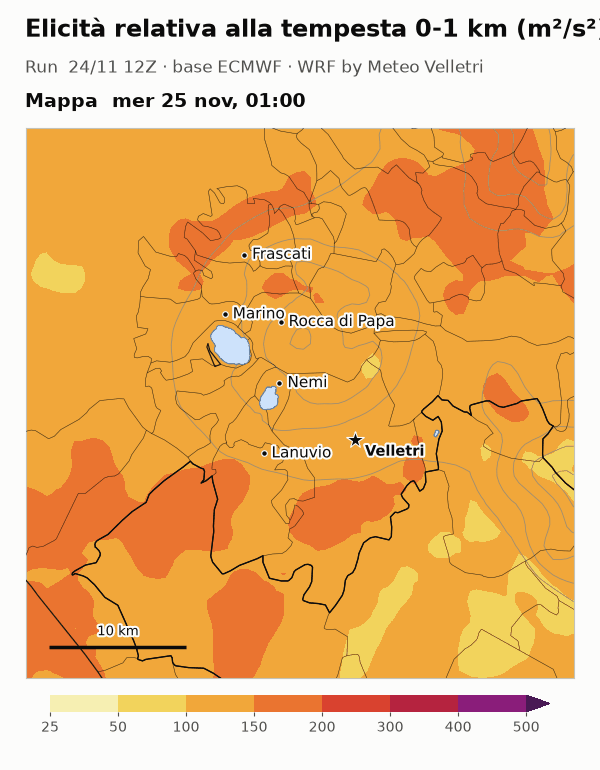 Elicità relativa alla tempesta 0-1 km (m²/s²)
Run  24/11 12Z · base ECMWF · WRF by Meteo Velletri
Mappa  mer 25 nov, 01:00
Frascati
Marino
Rocca di Papa
Nemi
Velletri
Lanuvio
10 km
25 50 100 150 200 300 400 500